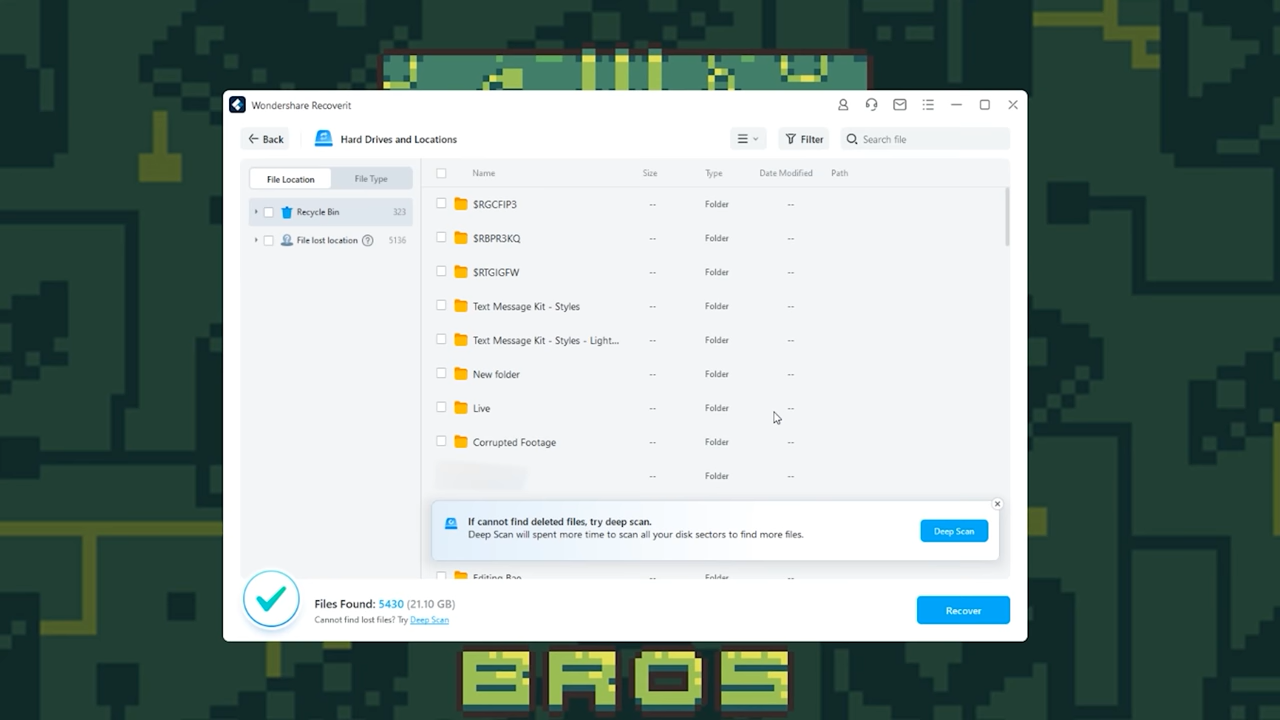 Wondershare Recoverit
Back
Hard Drives and Locations
Filter
Search file
File Location
File Type
Name
Size
Type
Date Modified
Path
Recycle Bin
323
File lost location
5136
$RGCFIP3 -- Folder --
$RBPR3KQ -- Folder --
$RTGIGFW -- Folder --
Text Message Kit - Styles -- Folder --
Text Message Kit - Styles - Light... -- Folder --
New folder -- Folder --
Live -- Folder --
Corrupted Footage -- Folder --
-- Folder --
If cannot find deleted files, try deep scan.
Deep Scan will spent more time to scan all your disk sectors to find more files.
Deep Scan
Editing Bag -- Folder --
Files Found: 5430 (21.10 GB)
Cannot find lost files? Try Deep Scan
Recover
BROS